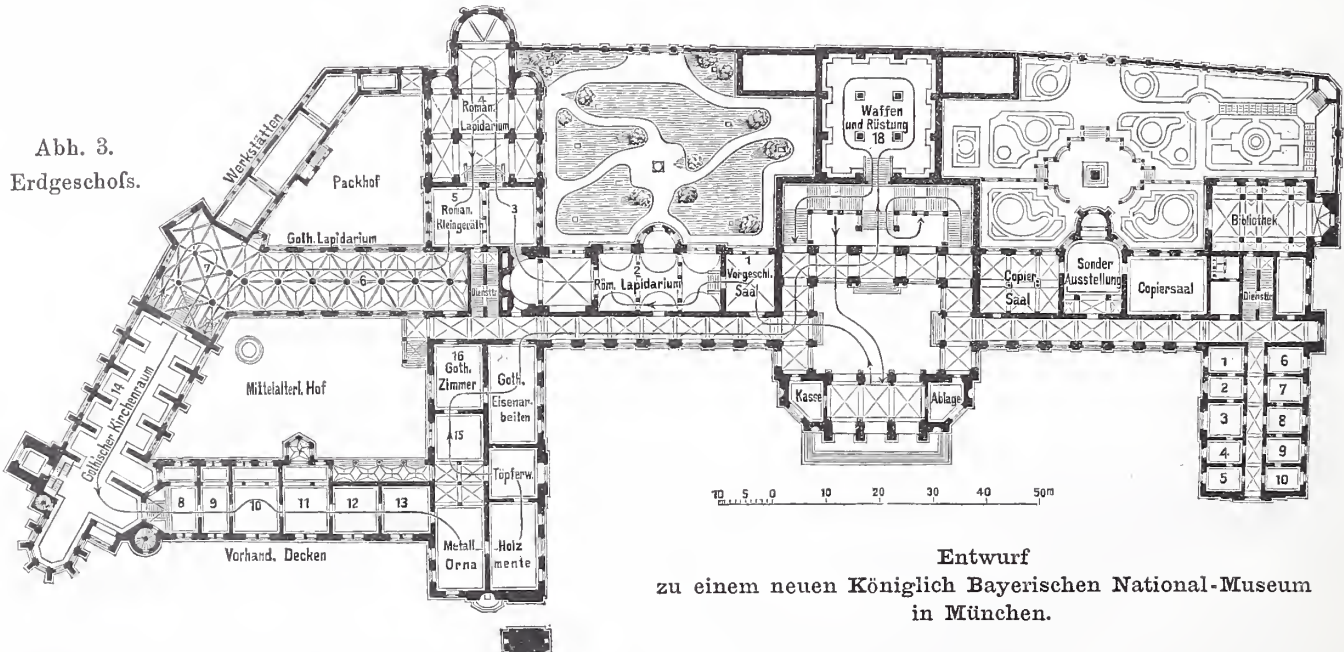 Abh. 3.
Erdgeschoſs.
Werkstätten
Packhof
4
Roman.
Lapidarium
5
Roman.
Kleingeräth
3
Goth. Lapidarium
7
6
Diensttr.
2
Röm. Lapidarium
1
Vorgeschl.
Saal
Waffen
und Rüstung
18
Copier
Saal
Sonder
Ausstellung
Copiersaal
Bibliothek
Diensttr.
14
Gothischer Kirchenraum
Mittelalterl. Hof
16
Goth.
Zimmer
Goth.
Eisenar-
beiten
15
Töpferw.
8 9 10 11 12 13
Metall
Orna
Holz
mente
Vorhand. Decken
Kasse
Ablage
1 6
2 7
3 8
4 9
5 10
10 5 0 10 20 30 40 50m
Entwurf
zu einem neuen Königlich Bayerischen National-Museum
in München.